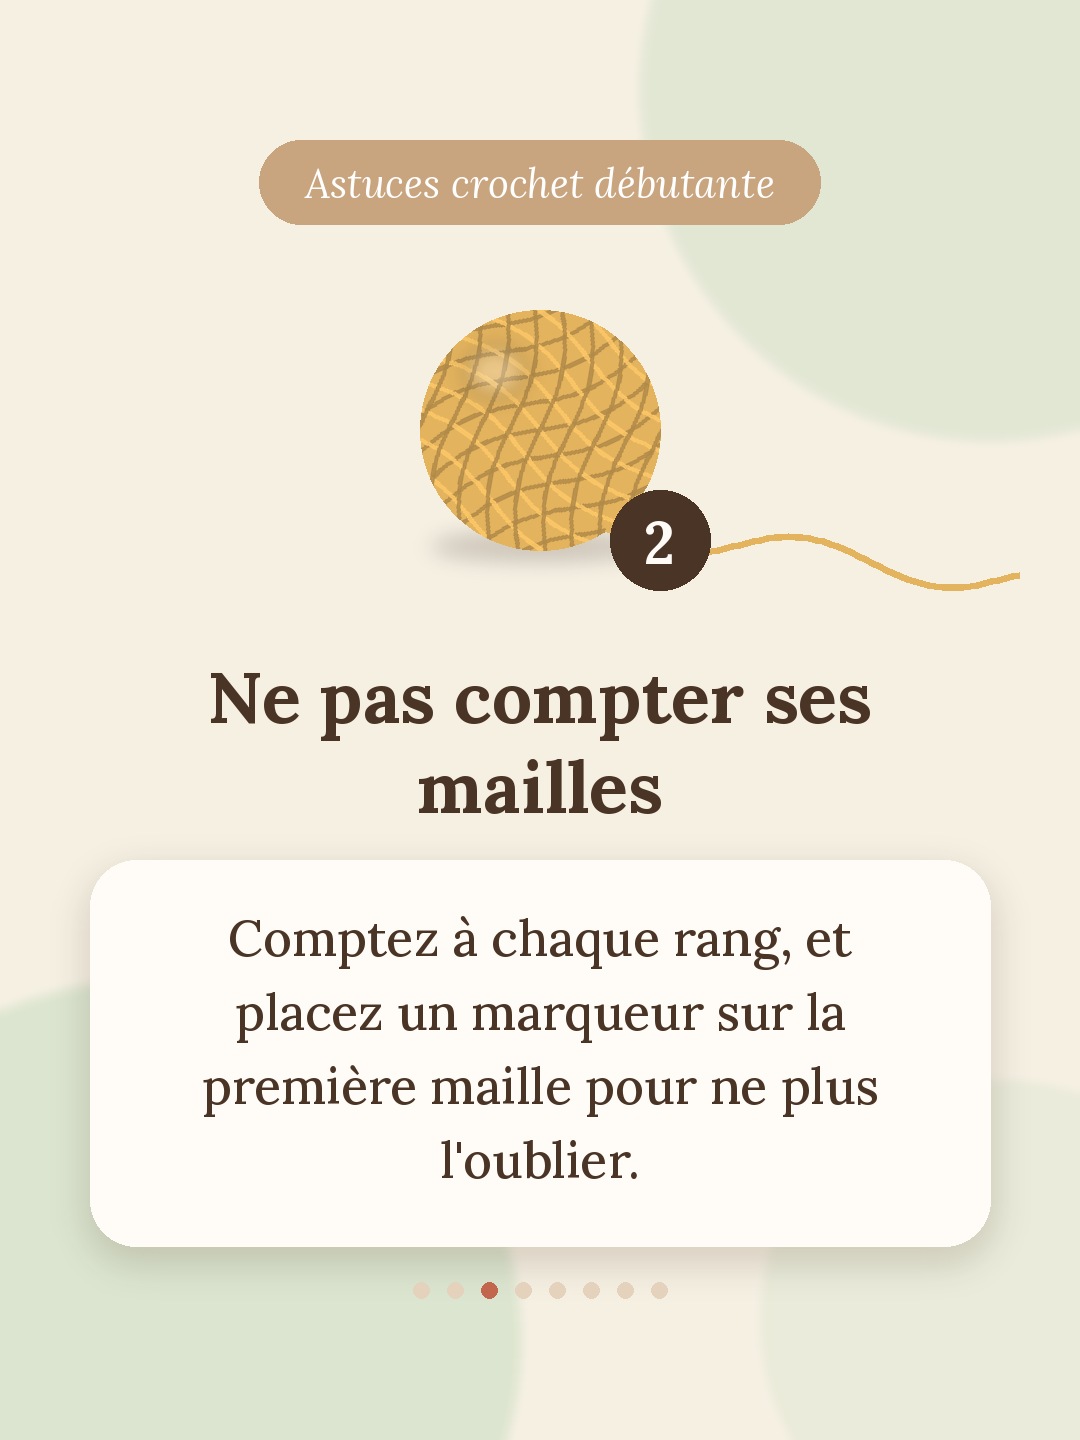 Astuces crochet débutante
2
Ne pas compter ses
mailles
Comptez à chaque rang, et
placez un marqueur sur la
première maille pour ne plus
l'oublier.